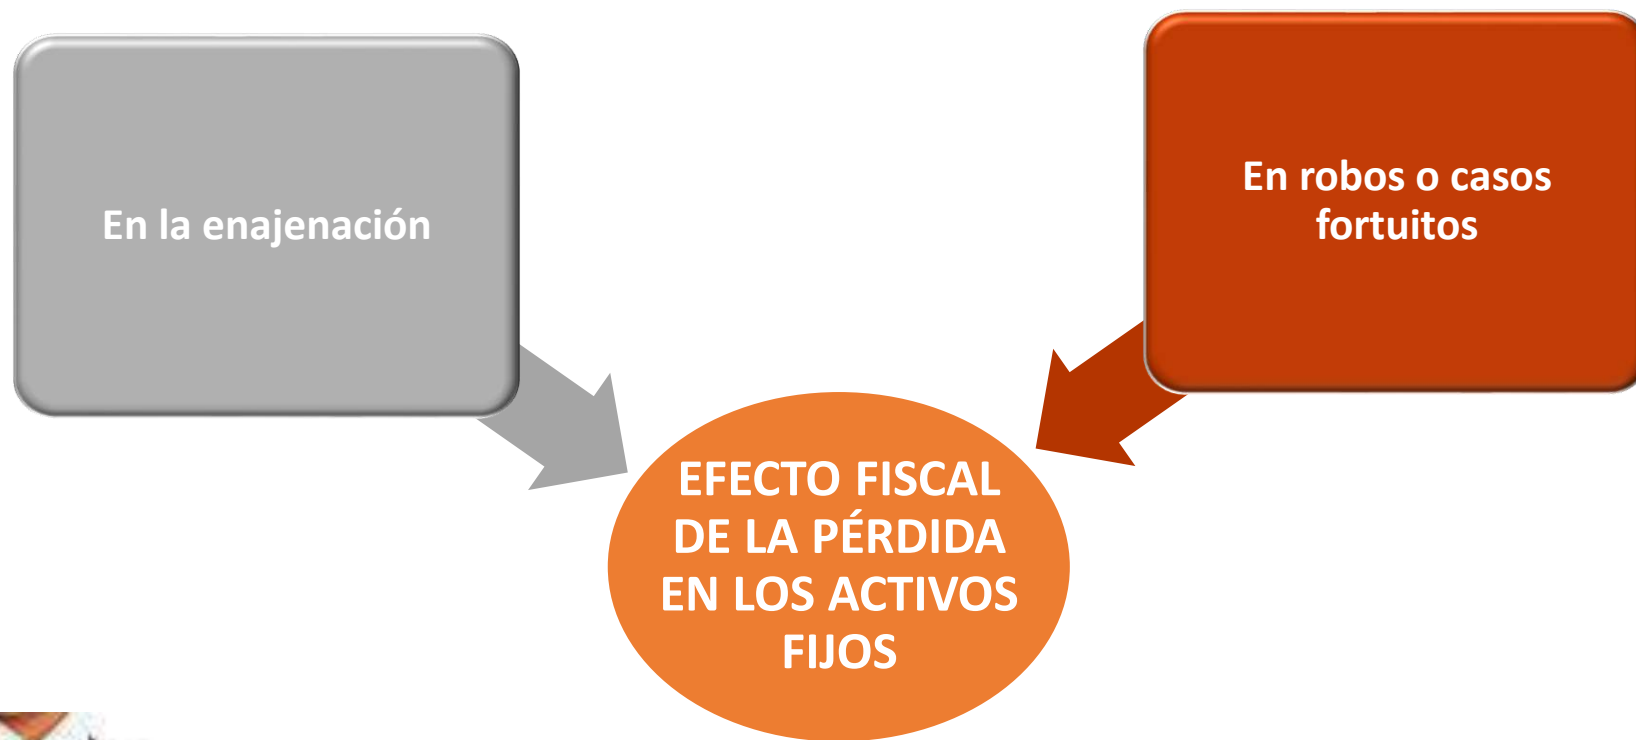 En la enajenación
En robos o casos
fortuitos
EFECTO FISCAL
DE LA PÉRDIDA
EN LOS ACTIVOS
FIJOS